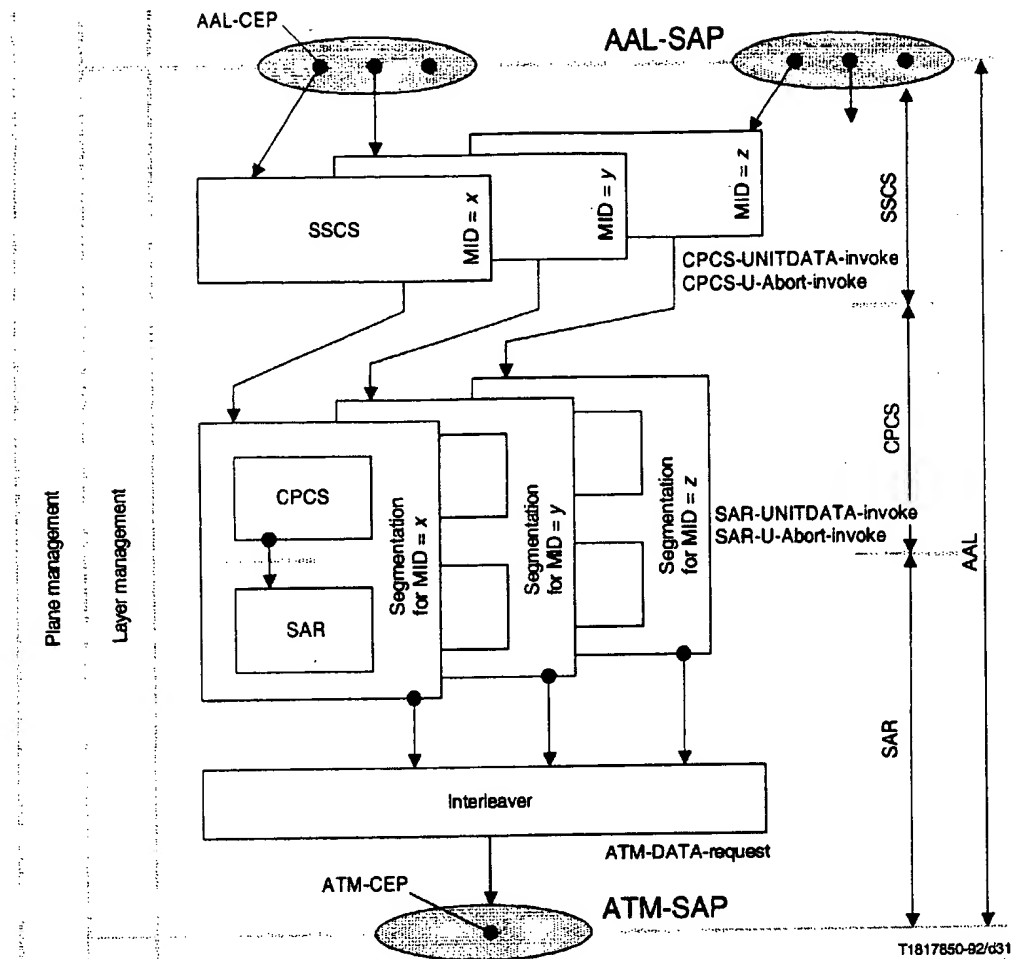 AAL-CEP
AAL-SAP
SSCS
MID = x
MID = y
MID = z
SSCS
CPCS-UNITDATA-invoke
CPCS-U-Abort-invoke
CPCS
CPCS
Segmentation
for MID = x
Segmentation
for MID = y
Segmentation
for MID = z
SAR-UNITDATA-invoke
SAR-U-Abort-invoke
AAL
Plane management
Layer management
SAR
SAR
Interleaver
ATM-DATA-request
ATM-CEP
ATM-SAP
T1817850-92/d31